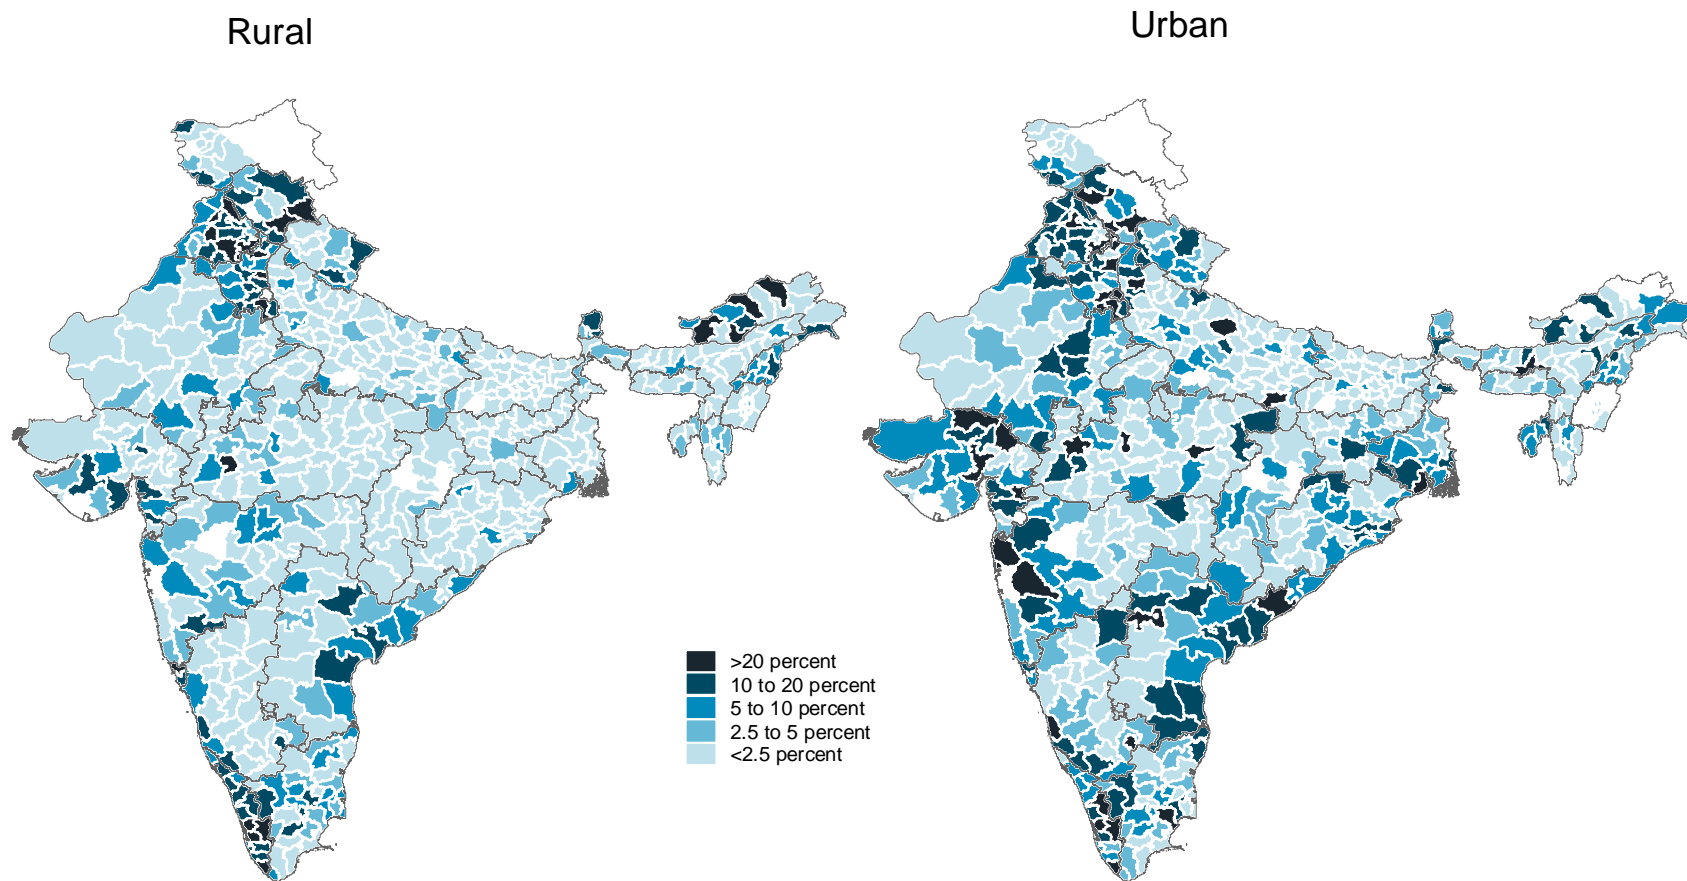 Rural
Urban
>20 percent
10 to 20 percent
5 to 10 percent
2.5 to 5 percent
<2.5 percent